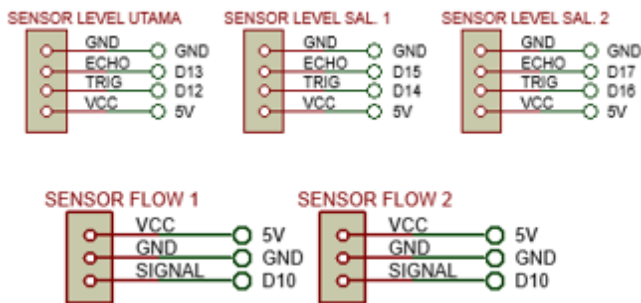 SENSOR LEVEL UTAMA
GND GND
ECHO D13
TRIG D12
VCC 5V
SENSOR LEVEL SAL. 1
GND GND
ECHO D15
TRIG D14
VCC 5V
SENSOR LEVEL SAL. 2
GND GND
ECHO D17
TRIG D16
VCC 5V
SENSOR FLOW 1
VCC 5V
GND GND
SIGNAL D10
SENSOR FLOW 2
VCC 5V
GND GND
SIGNAL D10